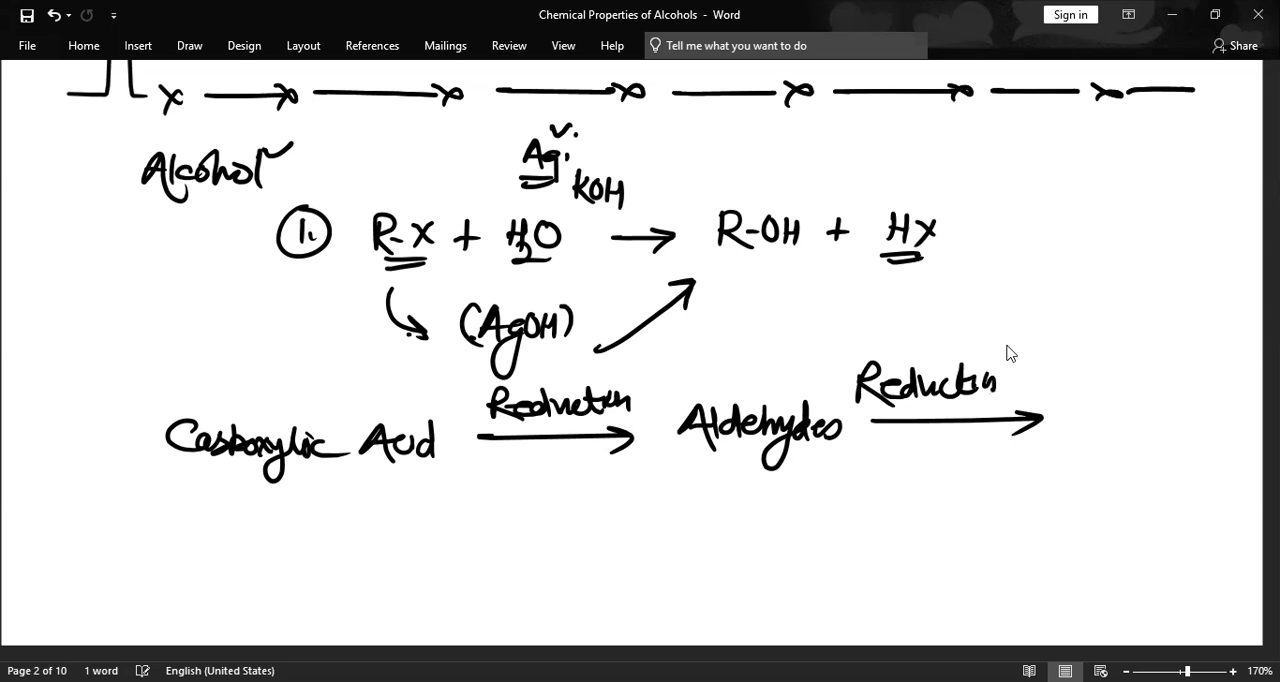 Chemical Properties of Alcohols - Word
Sign in
File Home Insert Draw Design Layout References Mailings Review View Help Tell me what you want to do Share
Alcohol
Aq.
KOH
1. R-X + H2O → R-OH + HX
(AgOH)
Reduction Reduction
Carboxylic Acid → Aldehydes →
Page 2 of 10 1 word English (United States) 170%